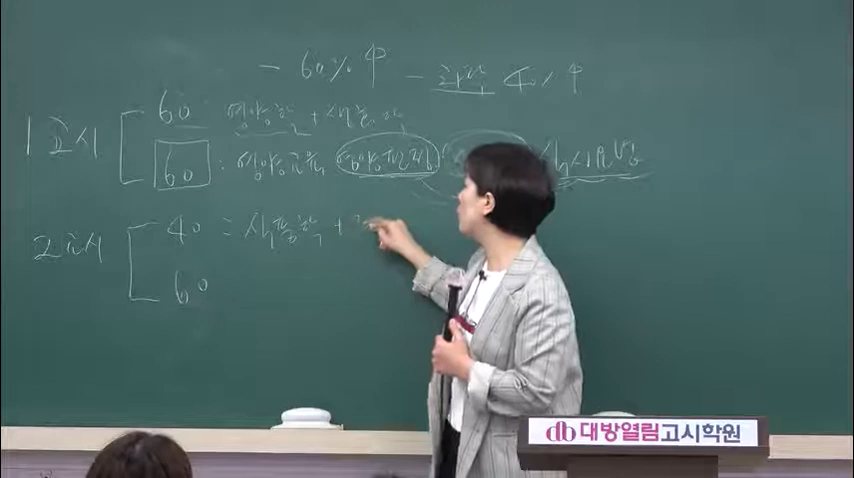 - 60% 中 - 과락 40% 中
1교시 60 영양학 + 생화학
60 : 영양교육 영양판정 식사요법
2교시 40 = 식품학 +
60
db 대방열림고시학원